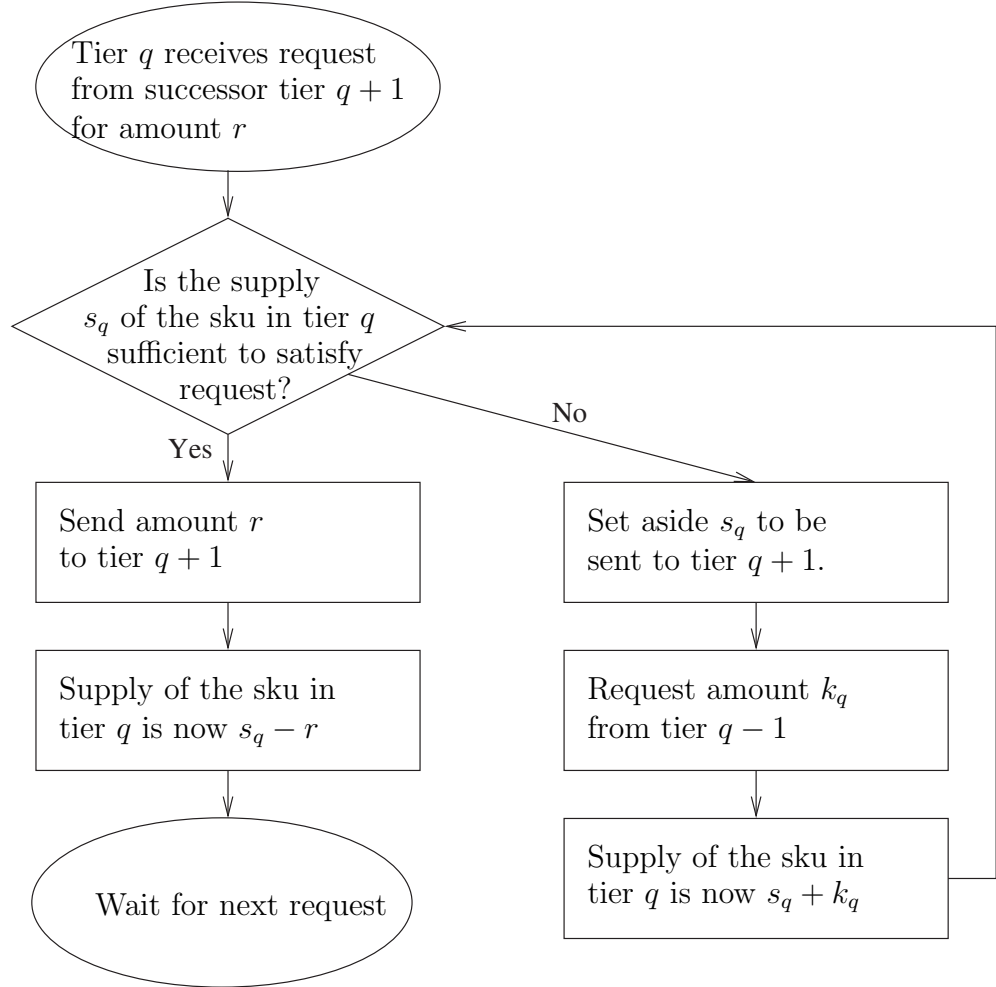 Tier q receives request
from successor tier q + 1
for amount r
Is the supply
s_q of the sku in tier q
sufficient to satisfy
request?
No
Yes
Send amount r
to tier q + 1
Set aside s_q to be
sent to tier q + 1.
Supply of the sku in
tier q is now s_q − r
Request amount k_q
from tier q − 1
Wait for next request
Supply of the sku in
tier q is now s_q + k_q